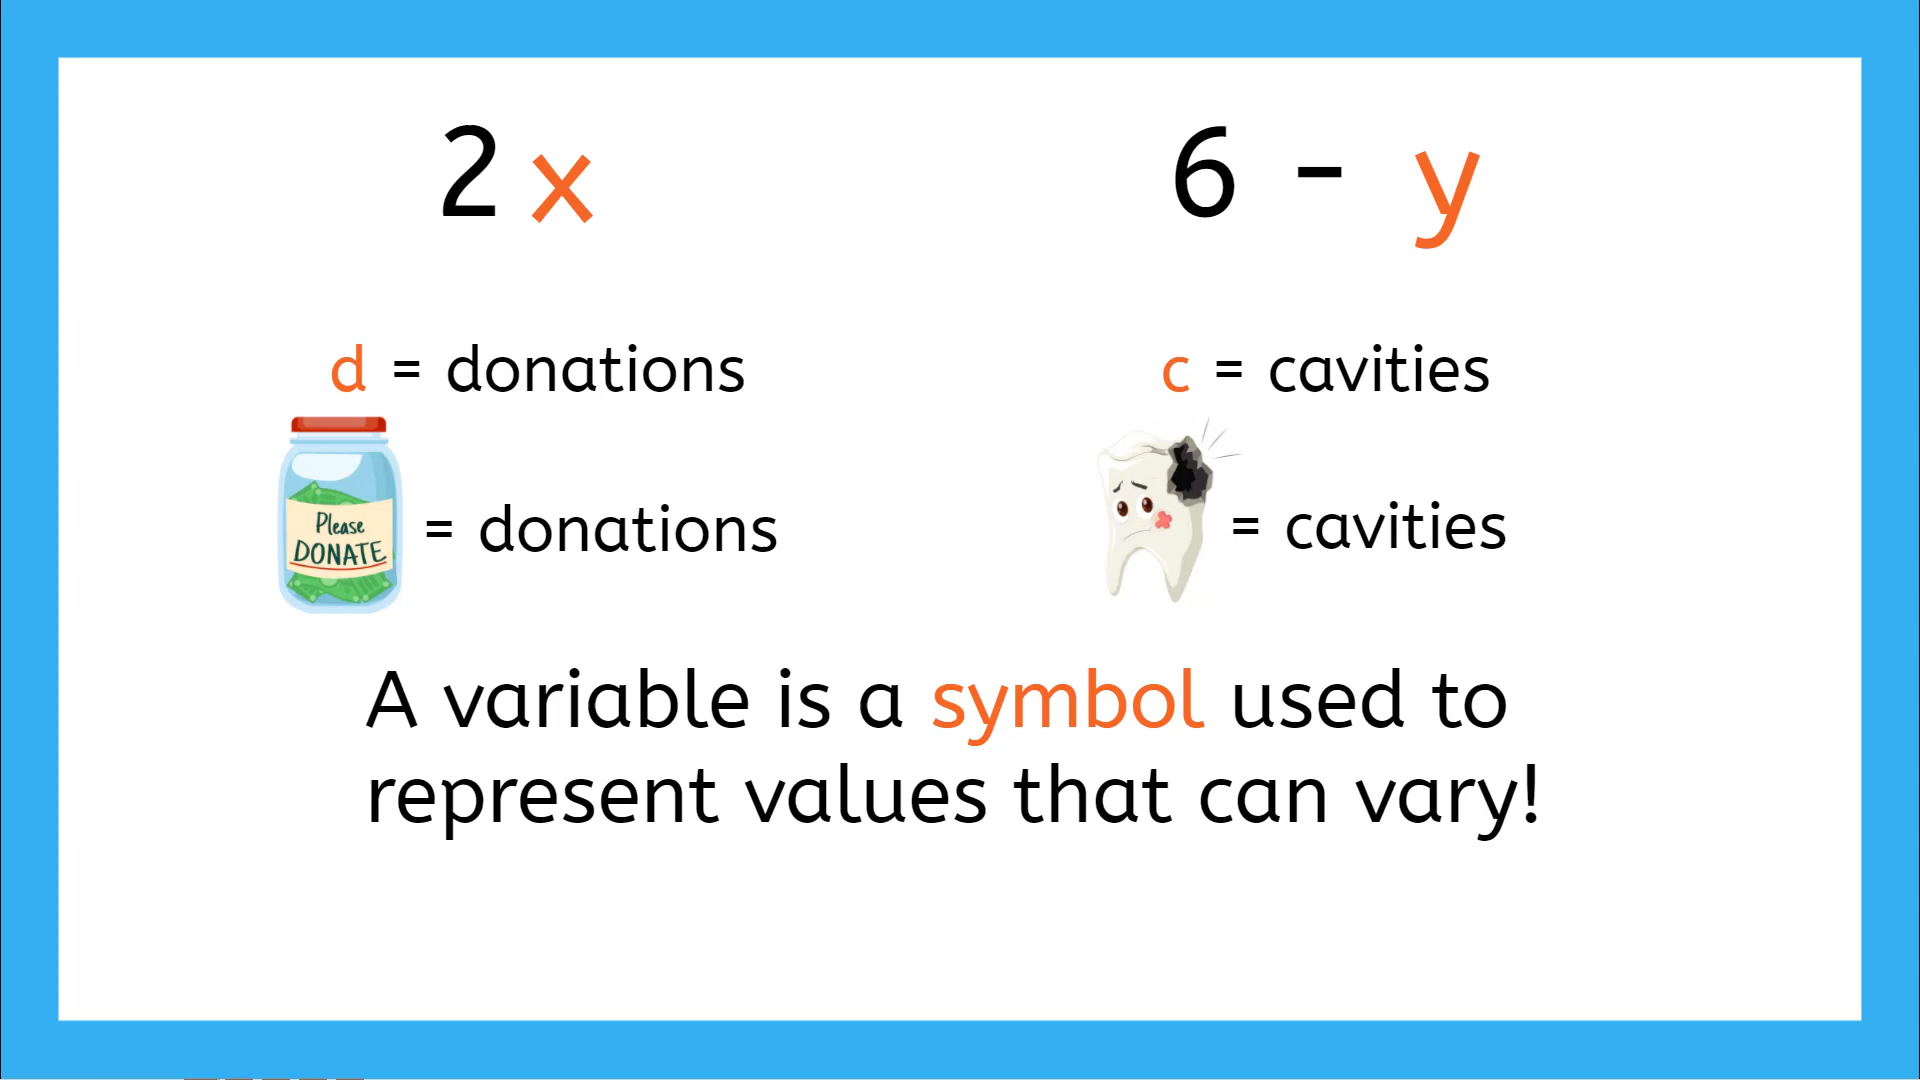 2x
6 - y
d = donations
c = cavities
Please
DONATE
= donations
= cavities
A variable is a symbol used to
represent values that can vary!